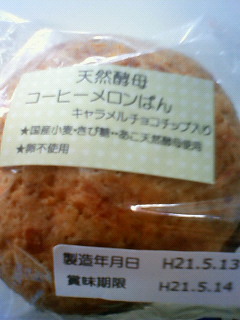 天然酵母
コーヒーメロンぱん
キャラメルチョコチップ入り
★国産小麦・きび糖・あこ天然酵母使用
★卵不使用
製造年月日 H21.5.13
賞味期限 H21.5.14